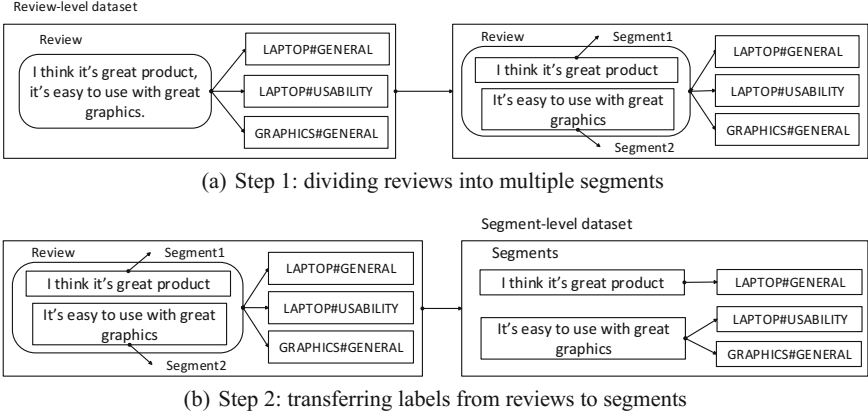 Review-level dataset
Review
I think it's great product,
it's easy to use with great
graphics.
LAPTOP#GENERAL
LAPTOP#USABILITY
GRAPHICS#GENERAL
Review
Segment1
I think it's great product
It's easy to use with great
graphics
Segment2
LAPTOP#GENERAL
LAPTOP#USABILITY
GRAPHICS#GENERAL
(a) Step 1: dividing reviews into multiple segments
Review
Segment1
I think it's great product
It's easy to use with great
graphics
Segment2
LAPTOP#GENERAL
LAPTOP#USABILITY
GRAPHICS#GENERAL
Segment-level dataset
Segments
I think it's great product
LAPTOP#GENERAL
It's easy to use with great
graphics
LAPTOP#USABILITY
GRAPHICS#GENERAL
(b) Step 2: transferring labels from reviews to segments